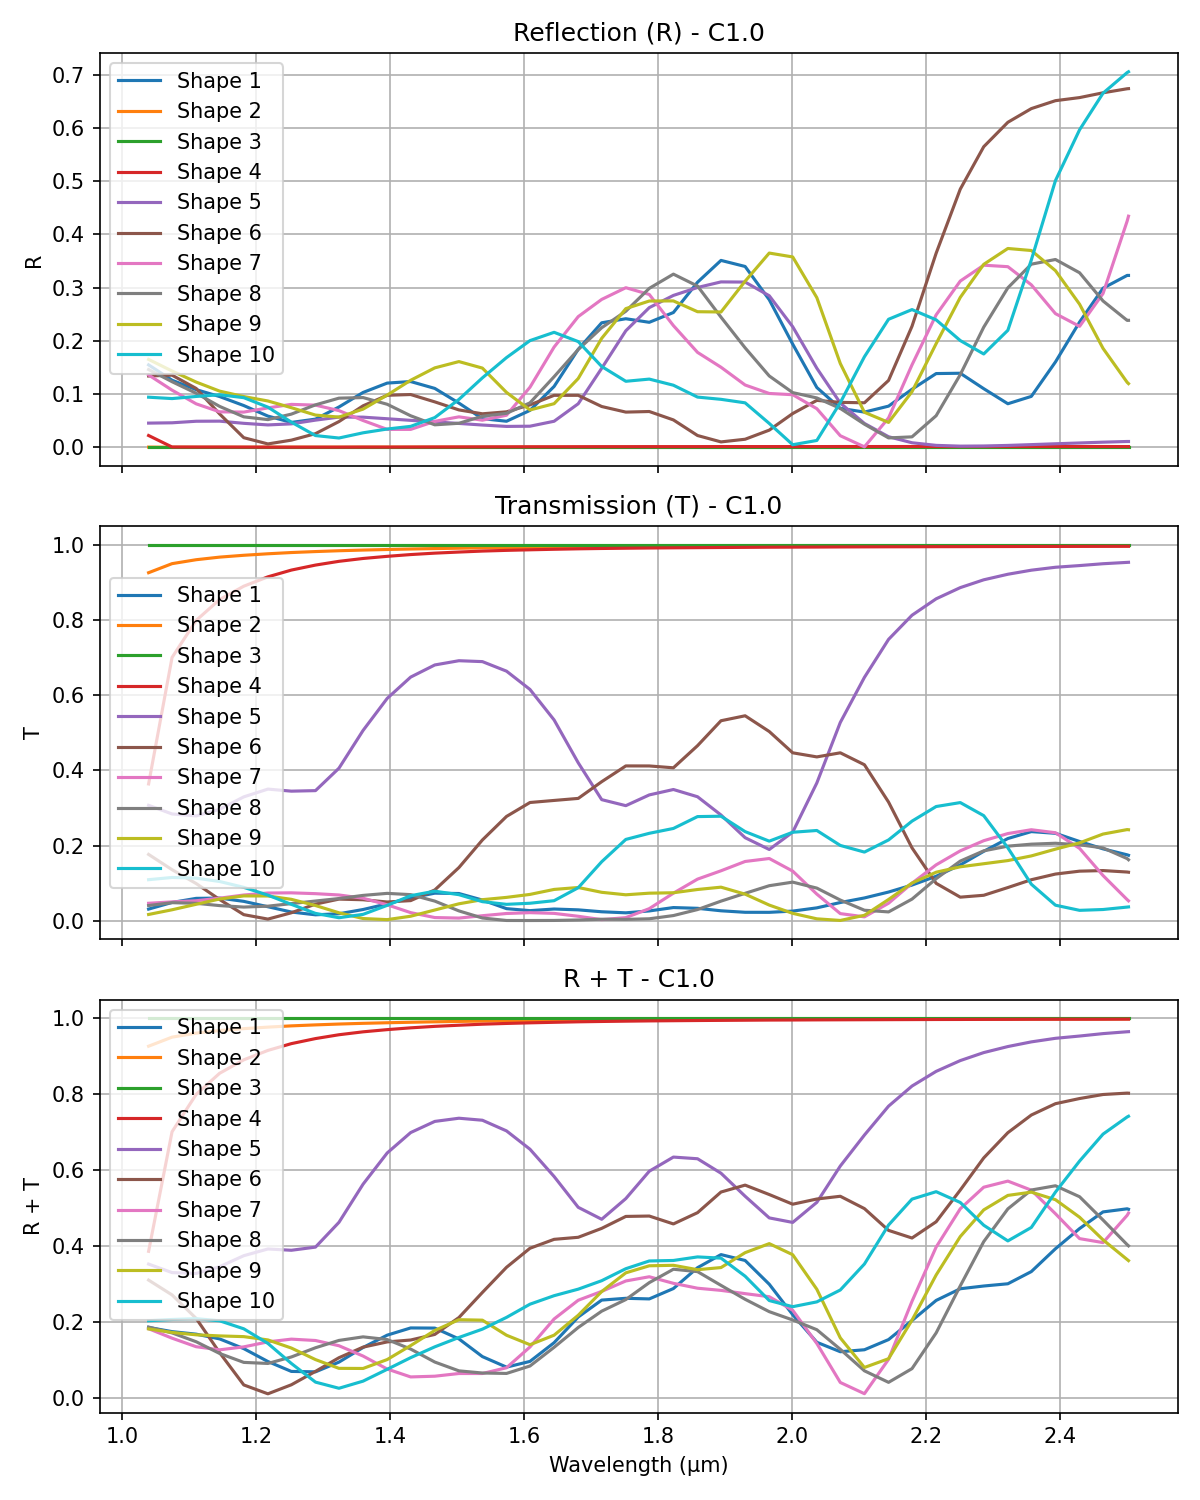 Reflection (R) - C1.0
0.7
0.6
0.5
0.4
0.3
0.2
0.1
0.0
R
Shape 1
Shape 2
Shape 3
Shape 4
Shape 5
Shape 6
Shape 7
Shape 8
Shape 9
Shape 10
Transmission (T) - C1.0
1.0
0.8
0.6
0.4
0.2
0.0
T
Shape 1
Shape 2
Shape 3
Shape 4
Shape 5
Shape 6
Shape 7
Shape 8
Shape 9
Shape 10
R + T - C1.0
1.0
0.8
0.6
0.4
0.2
0.0
R + T
Shape 1
Shape 2
Shape 3
Shape 4
Shape 5
Shape 6
Shape 7
Shape 8
Shape 9
Shape 10
1.0 1.2 1.4 1.6 1.8 2.0 2.2 2.4
Wavelength (μm)